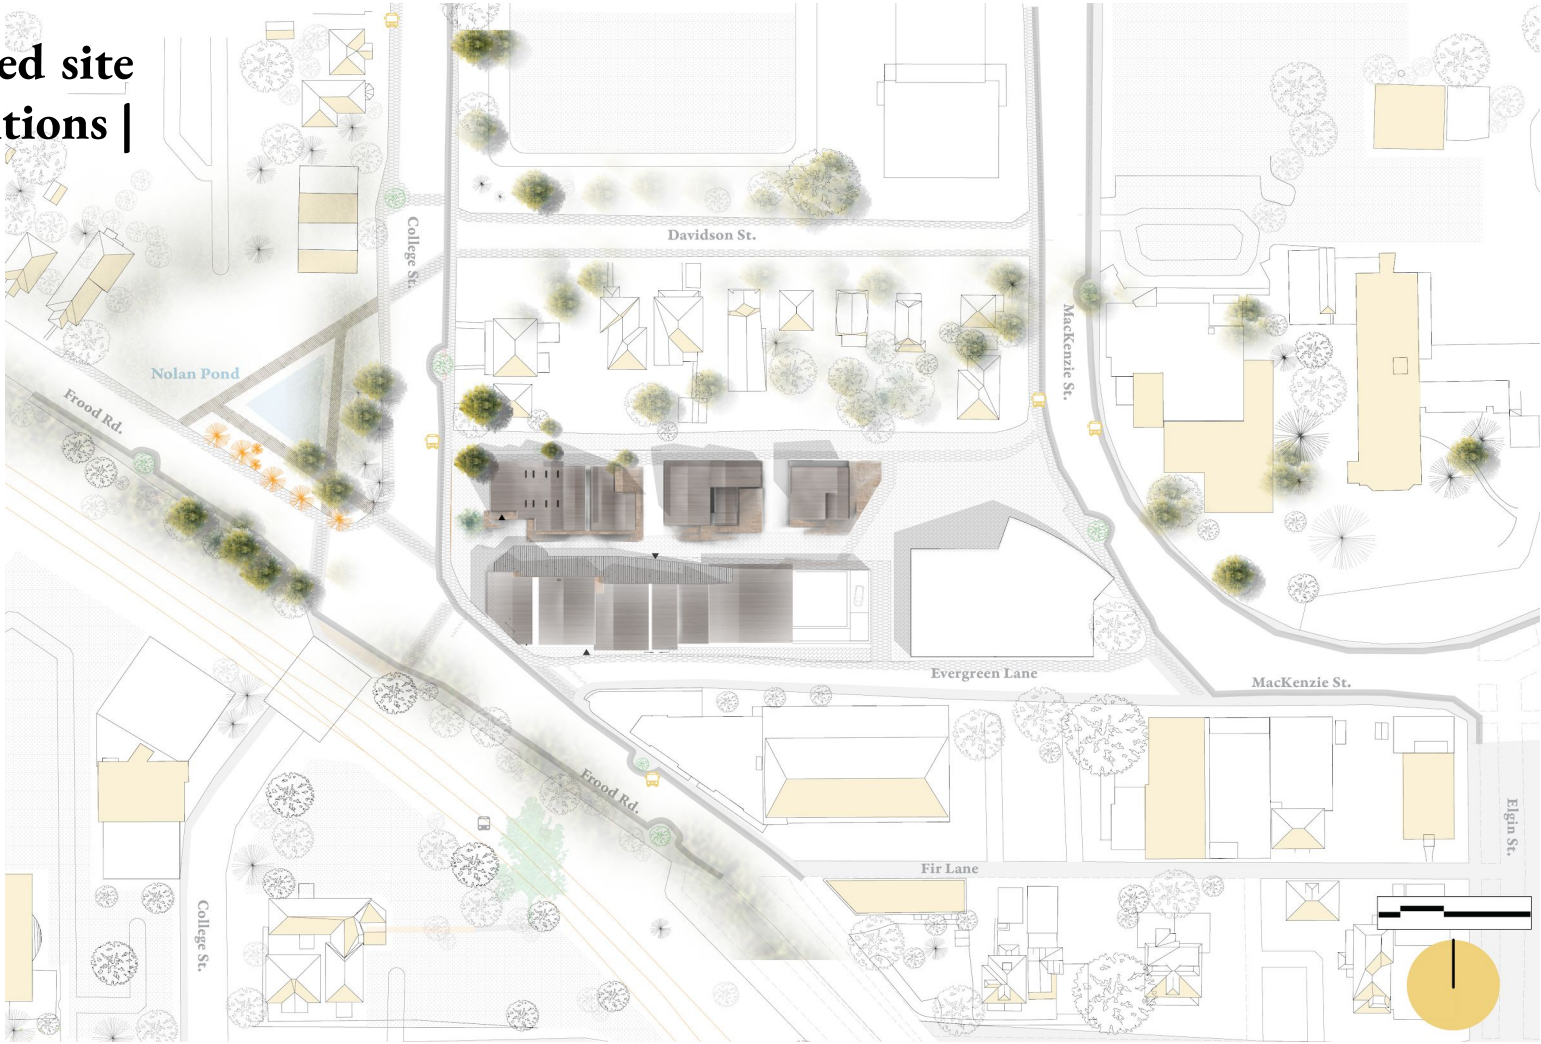 ed site
tions |
Davidson St.
College St.
MacKenzie St.
Nolan Pond
Frood Rd.
Evergreen Lane
MacKenzie St.
Frood Rd.
Elgin St.
Fir Lane
College St.